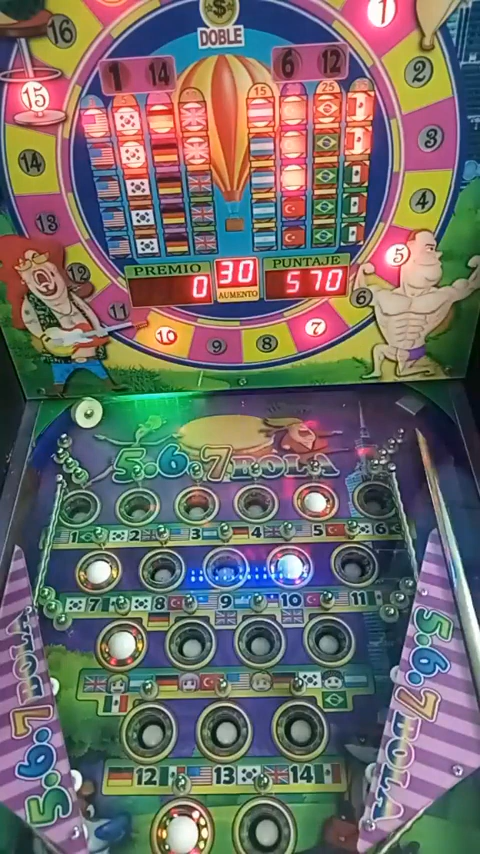 DOBLE
1 14 6 12
15 25
16
1
2
15
3
14
4
13
5
12
6
11
PREMIO 30 PUNTAJE
0 AUMENTO 570
10 9 8 7
5.6.7 BOLA
1 2 3 4 5 6
7 8 9 10 11
12 13 14
5.6.7 BOLA
5.6.7 BOLA